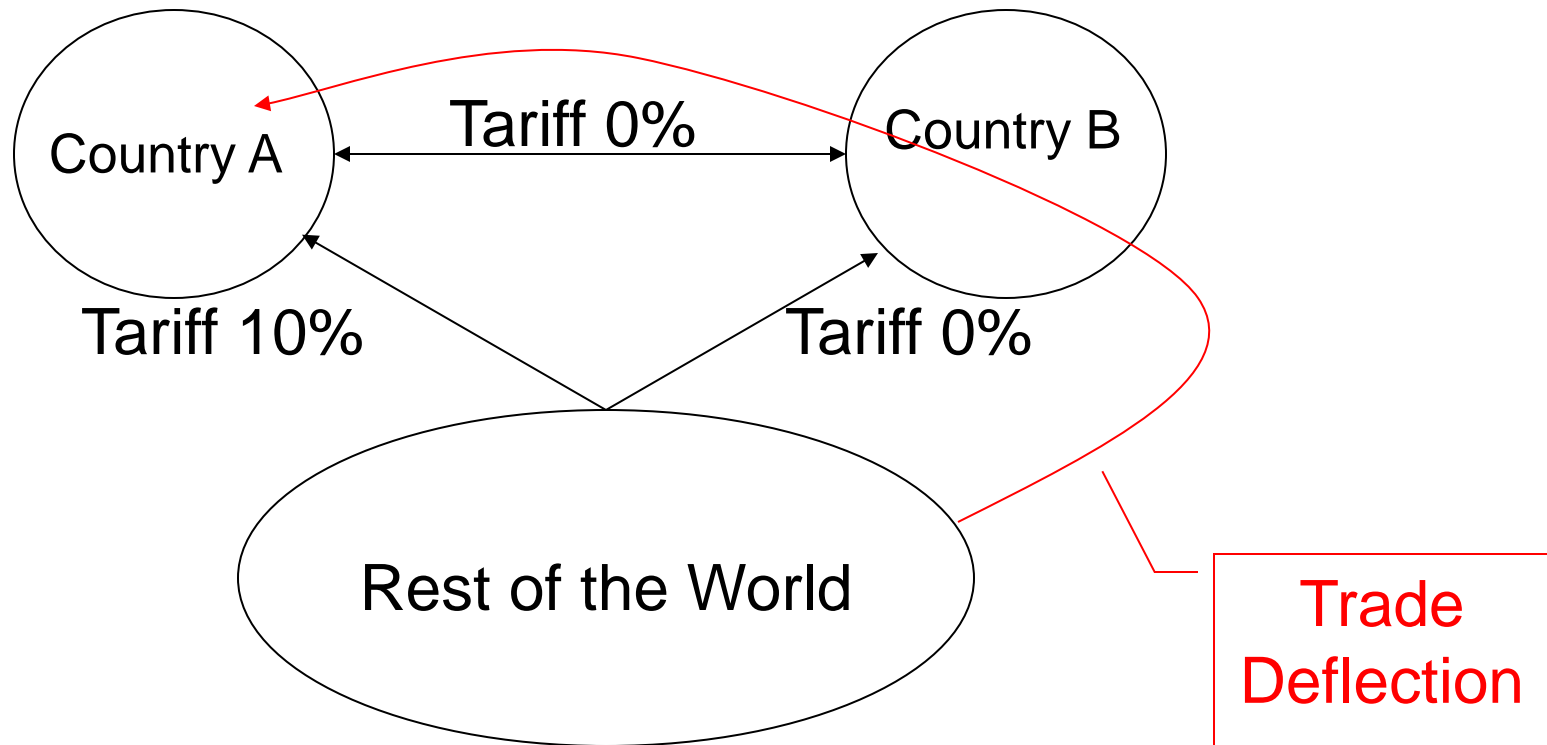 Country A
Tariff 0%
Country B
Tariff 10%
Tariff 0%
Rest of the World
Trade
Deflection